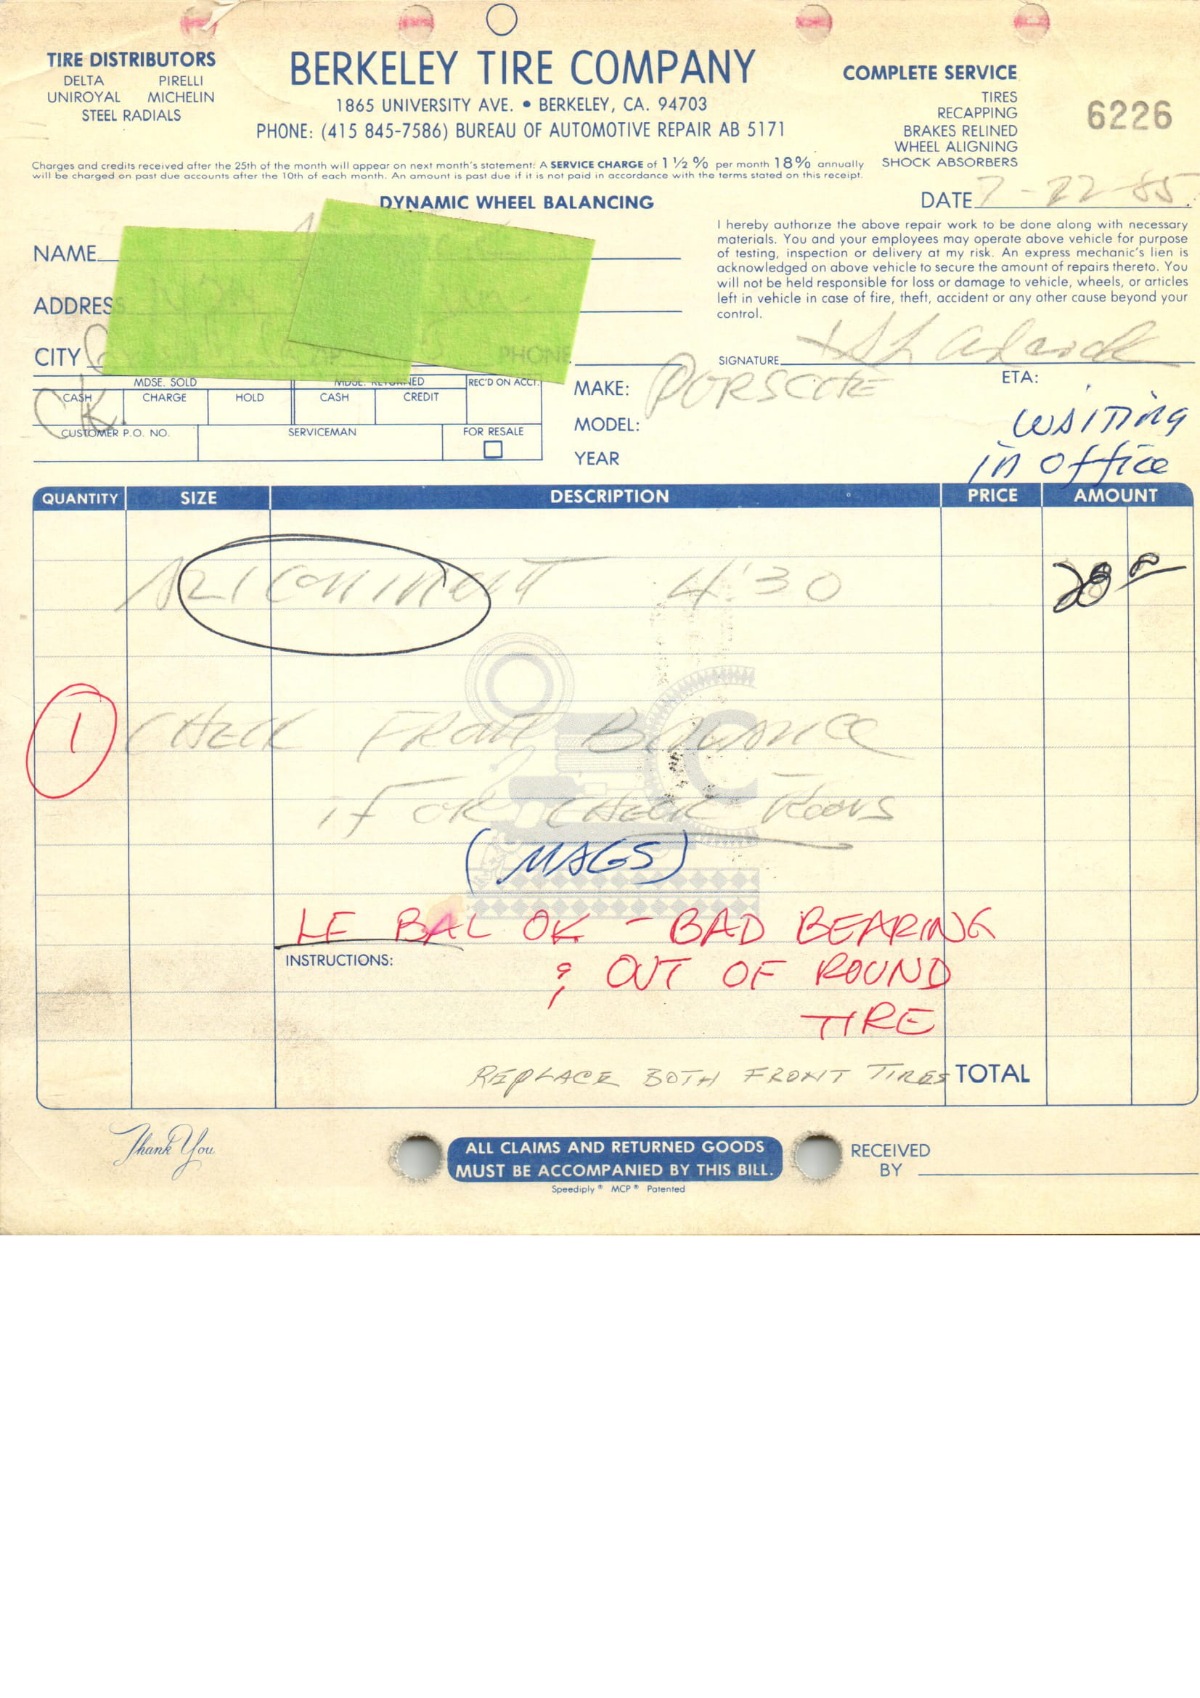 TIRE DISTRIBUTORS
DELTA PIRELLI
UNIROYAL MICHELIN
STEEL RADIALS
BERKELEY TIRE COMPANY
1865 UNIVERSITY AVE. • BERKELEY, CA. 94703
PHONE: (415 845-7586) BUREAU OF AUTOMOTIVE REPAIR AB 5171
COMPLETE SERVICE
TIRES
RECAPPING
BRAKES RELINED
WHEEL ALIGNING
SHOCK ABSORBERS
6226
Charges and credits received after the 25th of the month will appear on next month's statement: A SERVICE CHARGE of 1 ½ % per month 18% annually
will be charged on past due accounts after the 10th of each month. An amount is past due if it is not paid in accordance with the terms stated on this receipt.
DATE 7-22-85
DYNAMIC WHEEL BALANCING
NAME
ADDRESS
CITY PHONE
I hereby authorize the above repair work to be done along with necessary
materials. You and your employees may operate above vehicle for purpose
of testing, inspection or delivery at my risk. An express mechanic's lien is
acknowledged on above vehicle to secure the amount of repairs thereto. You
will not be held responsible for loss or damage to vehicle, wheels, or articles
left in vehicle in case of fire, theft, accident or any other cause beyond your
control.
SIGNATURE
MDSE. SOLD MDSE. RETURNED REC'D ON ACCT.
CASH CHARGE HOLD CASH CREDIT
CK.
CUSTOMER P.O. NO. SERVICEMAN FOR RESALE
MAKE: PORSCHE
MODEL:
YEAR
ETA:
WAITING
IN OFFICE
QUANTITY SIZE DESCRIPTION PRICE AMOUNT
ALIGNMENT 4:30 28 00
1 CHECK FRONT BALANCE
IF OK CHECK ROONS
(MAGS)
LF BAL OK - BAD BEARING
INSTRUCTIONS:
& OUT OF ROUND
TIRE
REPLACE BOTH FRONT TIRES TOTAL
Thank You
ALL CLAIMS AND RETURNED GOODS
MUST BE ACCOMPANIED BY THIS BILL.
Speediply ® MCP ® Patented
RECEIVED
BY